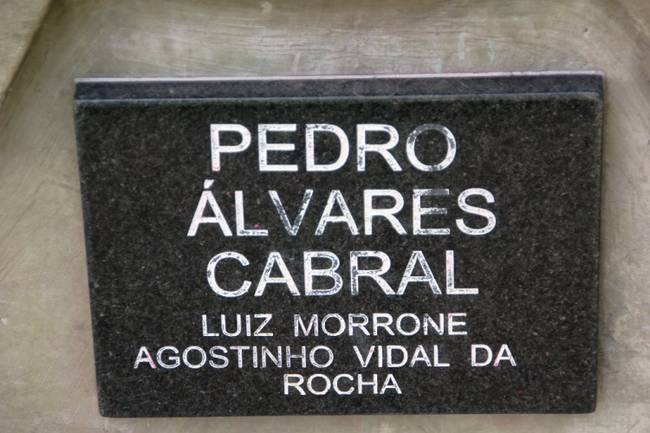 PEDRO
ÁLVARES
CABRAL
LUIZ MORRONE
AGOSTINHO VIDAL DA
ROCHA